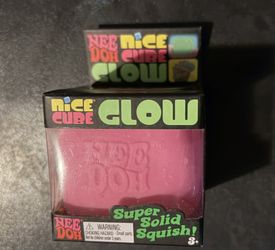 NEE DOH NICE CUBE GLOW
NICE CUBE GLOW
NEE
DOH
NEE DOH
Super
Solid
Squish!
WARNING:
CHOKING HAZARD - Small parts.
Not for children under 3 years.
3+